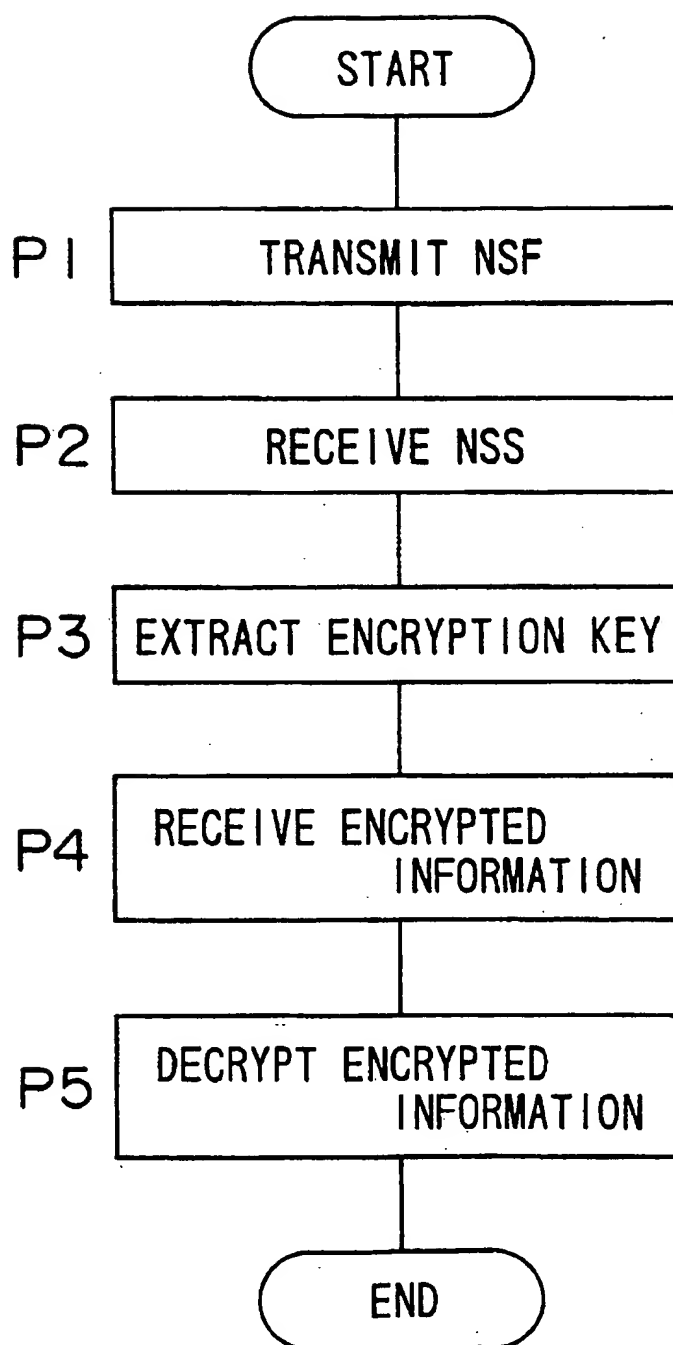 START
P1
TRANSMIT NSF
P2
RECEIVE NSS
P3
EXTRACT ENCRYPTION KEY
P4
RECEIVE ENCRYPTED
INFORMATION
P5
DECRYPT ENCRYPTED
INFORMATION
END